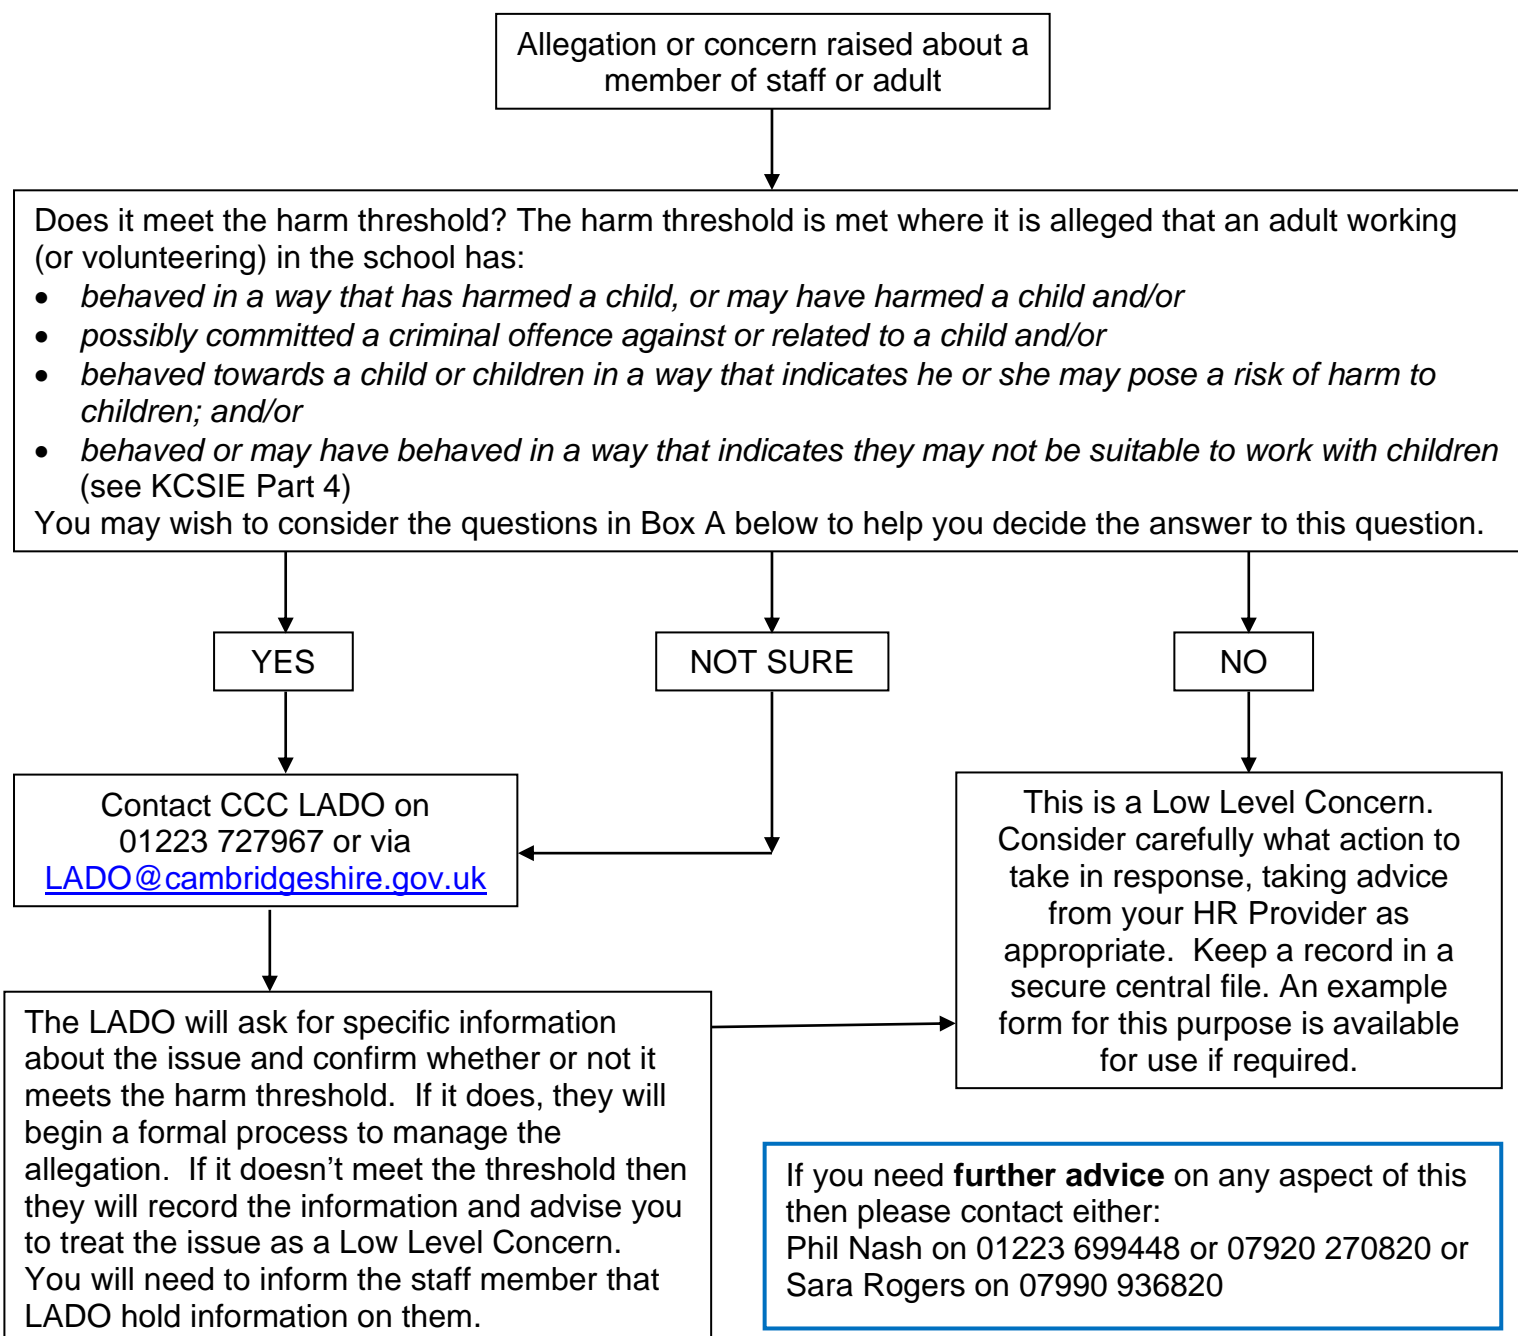 Allegation or concern raised about a
member of staff or adult
Does it meet the harm threshold? The harm threshold is met where it is alleged that an adult working
(or volunteering) in the school has:
• behaved in a way that has harmed a child, or may have harmed a child and/or
• possibly committed a criminal offence against or related to a child and/or
• behaved towards a child or children in a way that indicates he or she may pose a risk of harm to
children; and/or
• behaved or may have behaved in a way that indicates they may not be suitable to work with children
(see KCSIE Part 4)
You may wish to consider the questions in Box A below to help you decide the answer to this question.
YES
NOT SURE
NO
Contact CCC LADO on
01223 727967 or via
LADO@cambridgeshire.gov.uk
This is a Low Level Concern.
Consider carefully what action to
take in response, taking advice
from your HR Provider as
appropriate. Keep a record in a
secure central file. An example
form for this purpose is available
for use if required.
The LADO will ask for specific information
about the issue and confirm whether or not it
meets the harm threshold. If it does, they will
begin a formal process to manage the
allegation. If it doesn’t meet the threshold then
they will record the information and advise you
to treat the issue as a Low Level Concern.
You will need to inform the staff member that
LADO hold information on them.
If you need further advice on any aspect of this
then please contact either:
Phil Nash on 01223 699448 or 07920 270820 or
Sara Rogers on 07990 936820